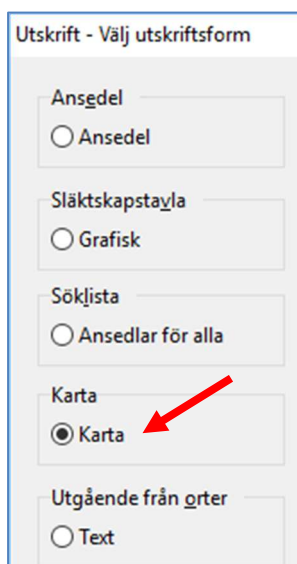 Utskrift - Välj utskriftsform
Ansedel
Ansedel
Släktskapstavla
Grafisk
Söklista
Ansedlar för alla
Karta
Karta
Utgående från orter
Text